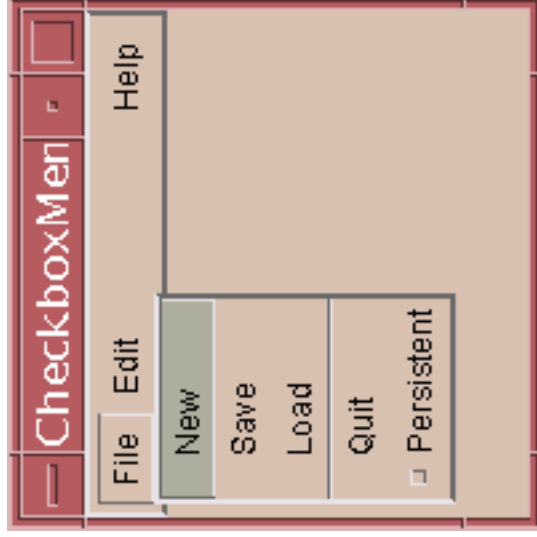 CheckboxMen
File Edit Help
New
Save
Load
Quit
Persistent